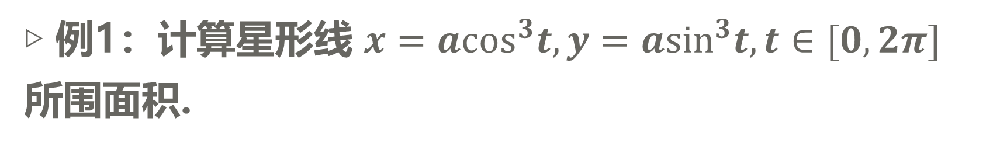 ▷ 例1：计算星形线 x = acos³t, y = asin³t, t ∈ [0, 2π]
所围面积.